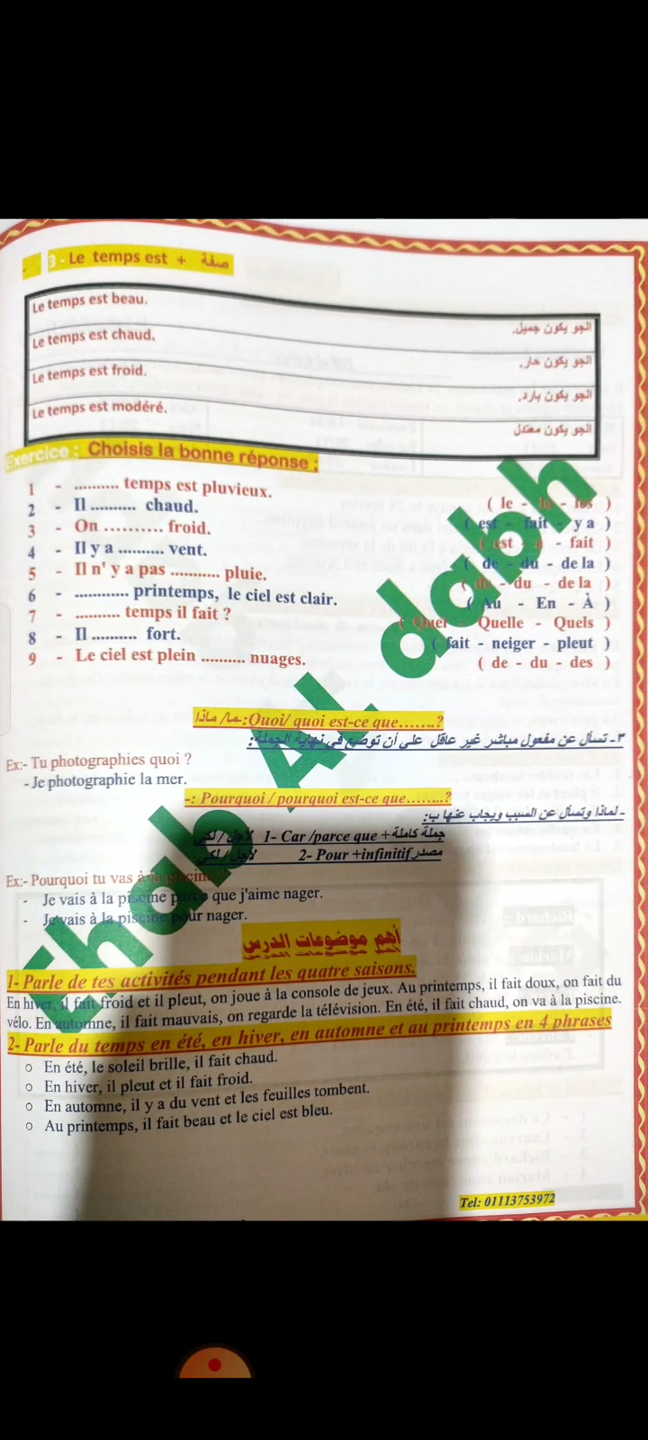 3 - Le temps est + صفة
Le temps est beau. الجو يكون جميل.
Le temps est chaud. الجو يكون حار.
Le temps est froid. الجو يكون بارد.
Le temps est modéré. الجو يكون معتدل
Exercice : Choisis la bonne réponse :
1 - .......... temps est pluvieux. ( le - la - les )
2 - Il .......... chaud. ( est - fait - y a )
3 - On .......... froid. ( est - a - fait )
4 - Il y a .......... vent. ( de - du - de la )
5 - Il n' y a pas ........... pluie. ( de - du - de la )
6 - ............ printemps, le ciel est clair. ( Au - En - À )
7 - ......... temps il fait ? ( Quel - Quelle - Quels )
8 - Il .......... fort. ( fait - neiger - pleut )
9 - Le ciel est plein .......... nuages. ( de - du - des )
ما/ ماذا-:Quoi/ quoi est-ce que…….?
٣- تسأل عن مفعول مباشر غير عاقل على أن توضع في نهاية الجملة:
Ex:- Tu photographies quoi ?
- Je photographie la mer.
-: Pourquoi / pourquoi est-ce que……..?
- لماذا وتسأل عن السبب ويجاب عنها ب:
1- Car /parce que + جملة كاملة لأجل / لكي
2- Pour +infinitif مصدر لأجل / لكي
Ex:- Pourquoi tu vas à la piscine
- Je vais à la piscine parce que j'aime nager.
- Je vais à la piscine pour nager.
أهم موضوعات الدرس
1- Parle de tes activités pendant les quatre saisons.
En hiver, il fait froid et il pleut, on joue à la console de jeux. Au printemps, il fait doux, on fait du
vélo. En automne, il fait mauvais, on regarde la télévision. En été, il fait chaud, on va à la piscine.
2- Parle du temps en été, en hiver, en automne et au printemps en 4 phrases
o En été, le soleil brille, il fait chaud.
o En hiver, il pleut et il fait froid.
o En automne, il y a du vent et les feuilles tombent.
o Au printemps, il fait beau et le ciel est bleu.
Tel: 01113753972
Ehab AL dabh